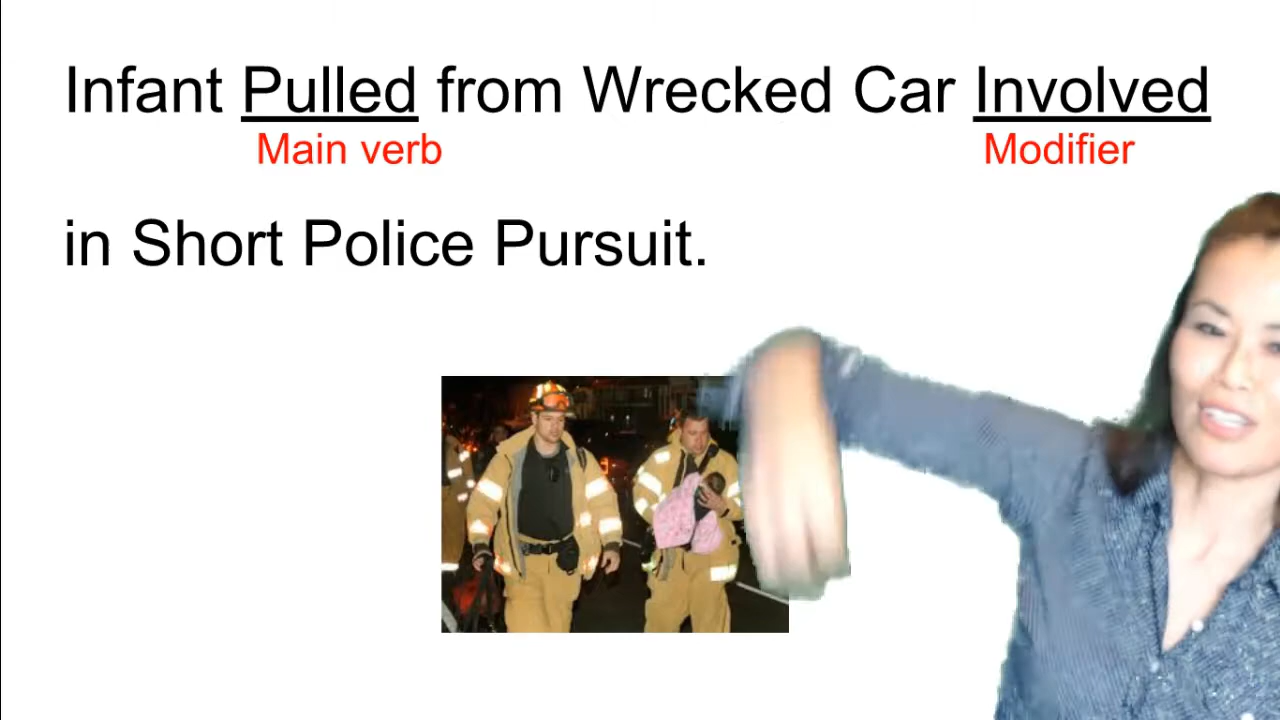 Infant Pulled from Wrecked Car Involved
Main verb Modifier
in Short Police Pursuit.